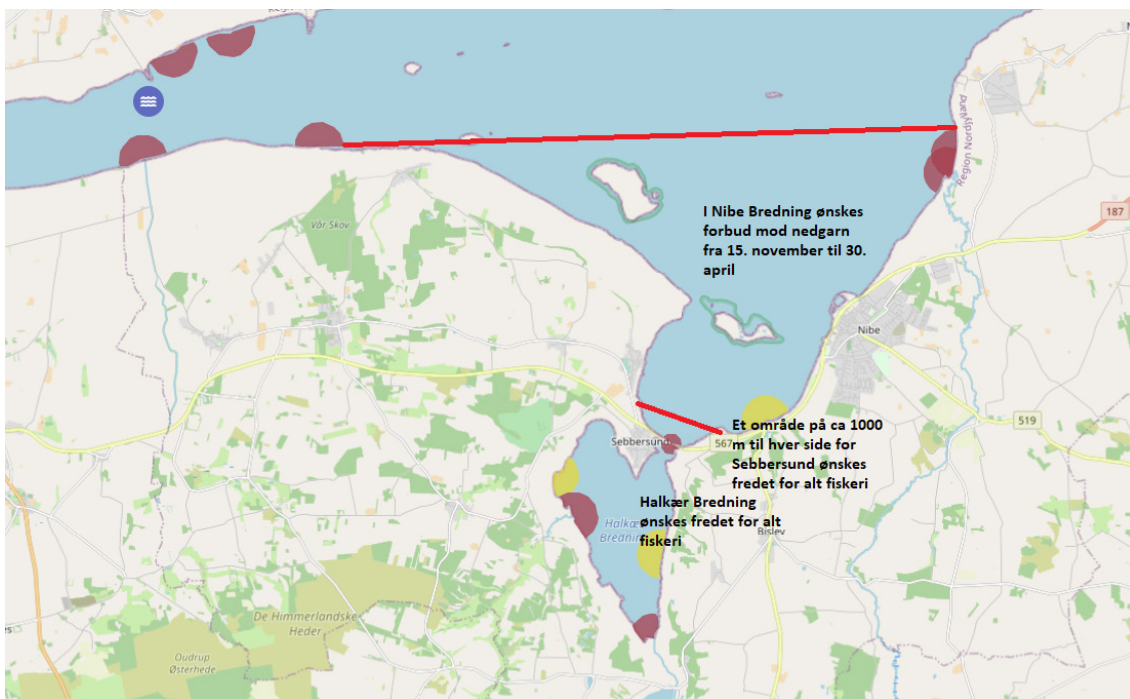 Region Nordjylland
187
Vår Skov
I Nibe Bredning ønskes
forbud mod nedgarn
fra 15. november til 30.
april
Nibe
519
Sebbersund
567
Et område på ca 1000
m til hver side for
Sebbersund ønskes
fredet for alt fiskeri
Halkær Bredning
ønskes fredet for alt
fiskeri
Halkær
Bredning
Bislev
De Himmerlandske
Heder
Oudrup
Østerhede